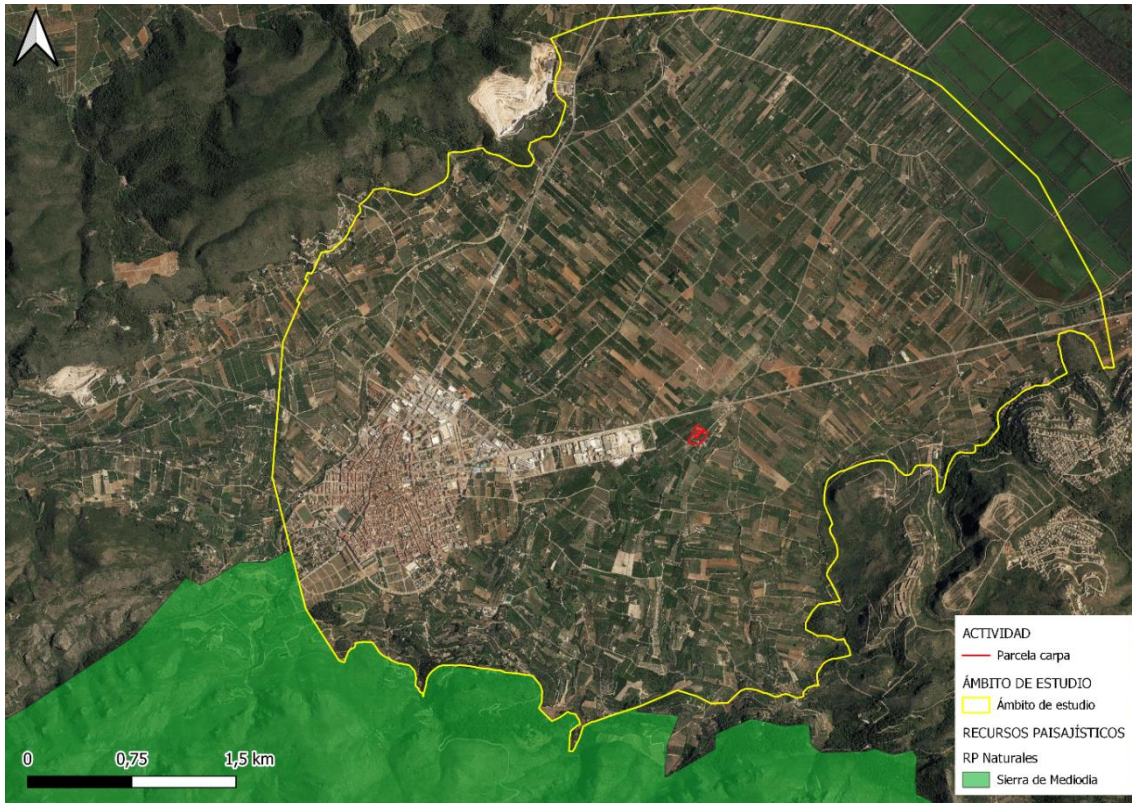 ACTIVIDAD
Parcela carpa
ÁMBITO DE ESTUDIO
Ámbito de estudio
RECURSOS PAISAJÍSTICOS
RP Naturales
Sierra de Mediodia
0 0,75 1,5 km